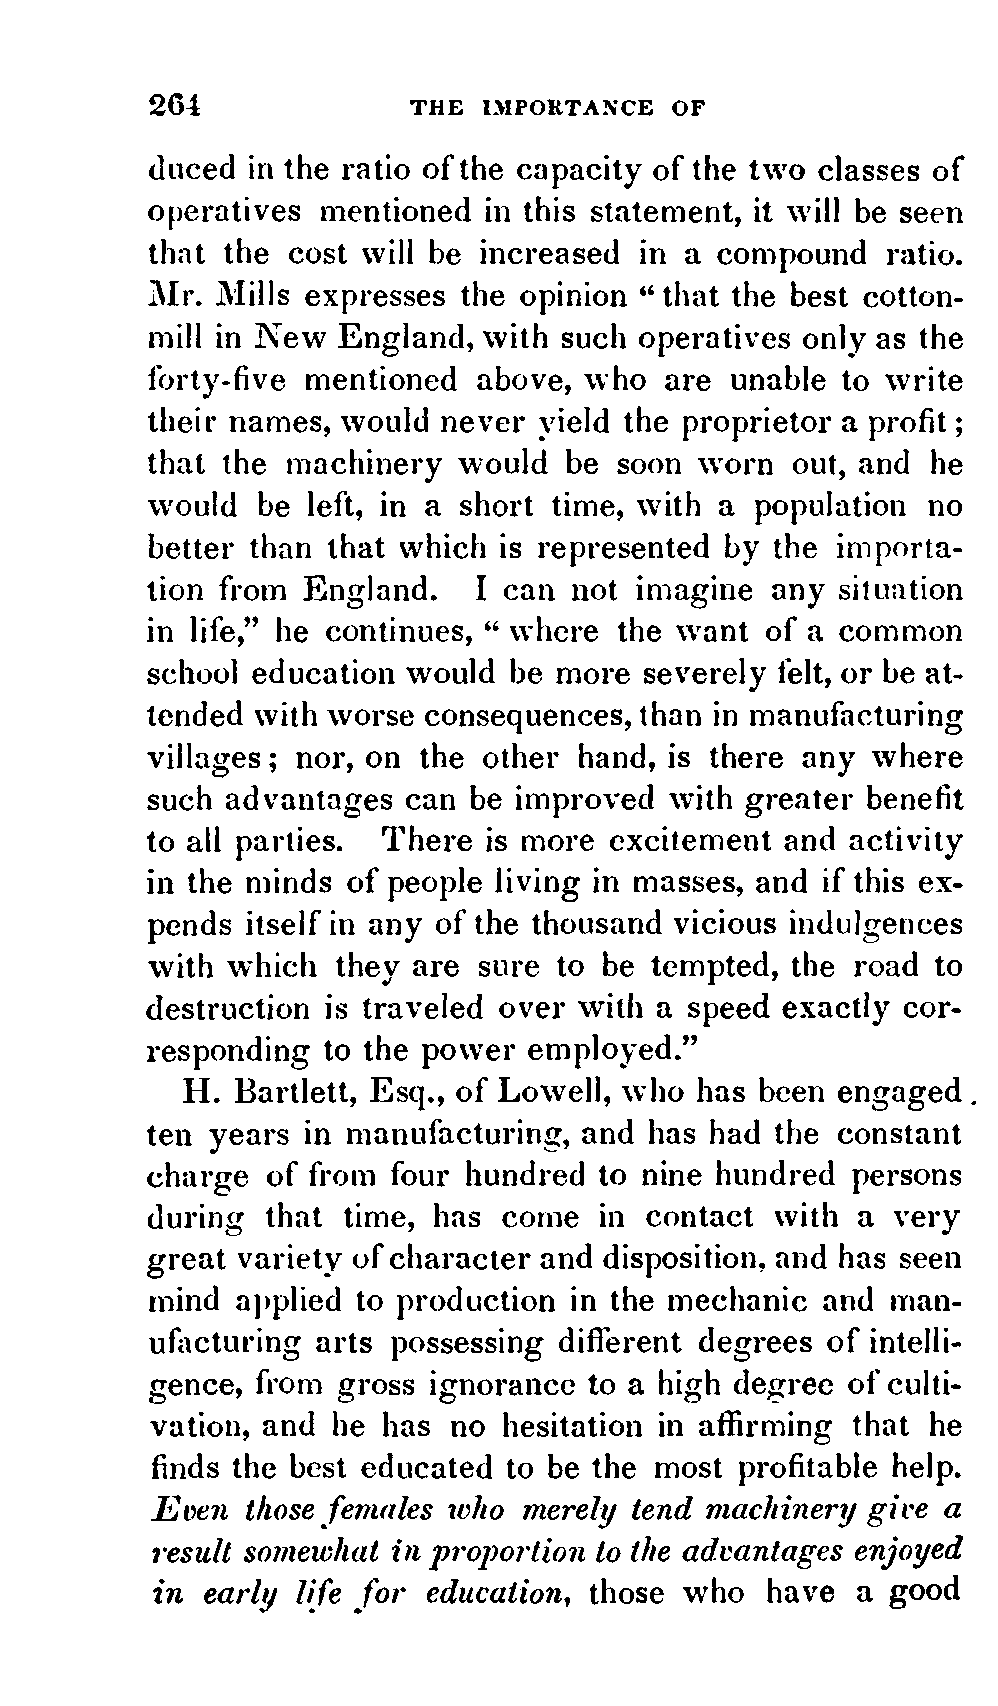 264 THE IMPORTANCE OF
duced in the ratio of the capacity of the two classes of
operatives mentioned in this statement, it will be seen
that the cost will be increased in a compound ratio.
Mr. Mills expresses the opinion “ that the best cotton-
mill in New England, with such operatives only as the
forty-five mentioned above, who are unable to write
their names, would never yield the proprietor a profit ;
that the machinery would be soon worn out, and he
would be left, in a short time, with a population no
better than that which is represented by the importa-
tion from England. I can not imagine any situation
in life,” he continues, “ where the want of a common
school education would be more severely felt, or be at-
tended with worse consequences, than in manufacturing
villages ; nor, on the other hand, is there any where
such advantages can be improved with greater benefit
to all parties. There is more excitement and activity
in the minds of people living in masses, and if this ex-
pends itself in any of the thousand vicious indulgences
with which they are sure to be tempted, the road to
destruction is traveled over with a speed exactly cor-
responding to the power employed.”
H. Bartlett, Esq., of Lowell, who has been engaged.
ten years in manufacturing, and has had the constant
charge of from four hundred to nine hundred persons
during that time, has come in contact with a very
great variety of character and disposition, and has seen
mind applied to production in the mechanic and man-
ufacturing arts possessing different degrees of intelli-
gence, from gross ignorance to a high degree of culti-
vation, and he has no hesitation in affirming that he
finds the best educated to be the most profitable help.
Even those females who merely tend machinery give a
result somewhat in proportion to the advantages enjoyed
in early life for education, those who have a good